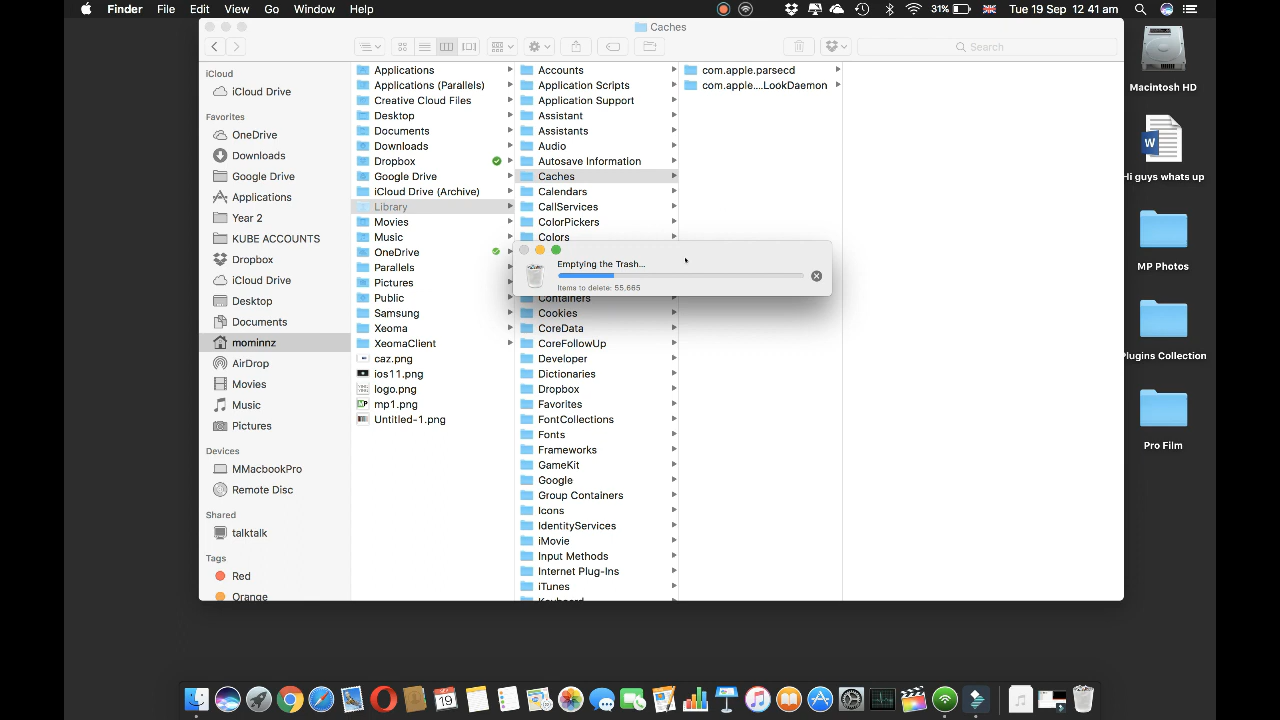 Finder File Edit View Go Window Help
31% Tue 19 Sep 12 41 am
Caches
Search
iCloud
iCloud Drive
Favorites
OneDrive
Downloads
Google Drive
Applications
Year 2
KUBE ACCOUNTS
Dropbox
iCloud Drive
Desktop
Documents
mominnz
AirDrop
Movies
Music
Pictures
Devices
MMacbookPro
Remote Disc
Shared
talktalk
Tags
Red
Orange
Applications
Applications (Parallels)
Creative Cloud Files
Desktop
Documents
Downloads
Dropbox
Google Drive
iCloud Drive (Archive)
Library
Movies
Music
OneDrive
Parallels
Pictures
Public
Samsung
Xeoma
XeomaClient
caz.png
ios11.png
logo.png
mp1.png
Untitled-1.png
Accounts
Application Scripts
Application Support
Assistant
Assistants
Audio
Autosave Information
Caches
Calendars
CallServices
ColorPickers
Colors
Containers
Cookies
CoreData
CoreFollowUp
Developer
Dictionaries
Dropbox
Favorites
FontCollections
Fonts
Frameworks
GameKit
Google
Group Containers
Icons
IdentityServices
iMovie
Input Methods
Internet Plug-Ins
iTunes
Keyboard
com.apple.parsecd
com.apple....LookDaemon
Emptying the Trash...
Items to delete: 55,665
Macintosh HD
Hi guys whats up
MP Photos
Plugins Collection
Pro Film